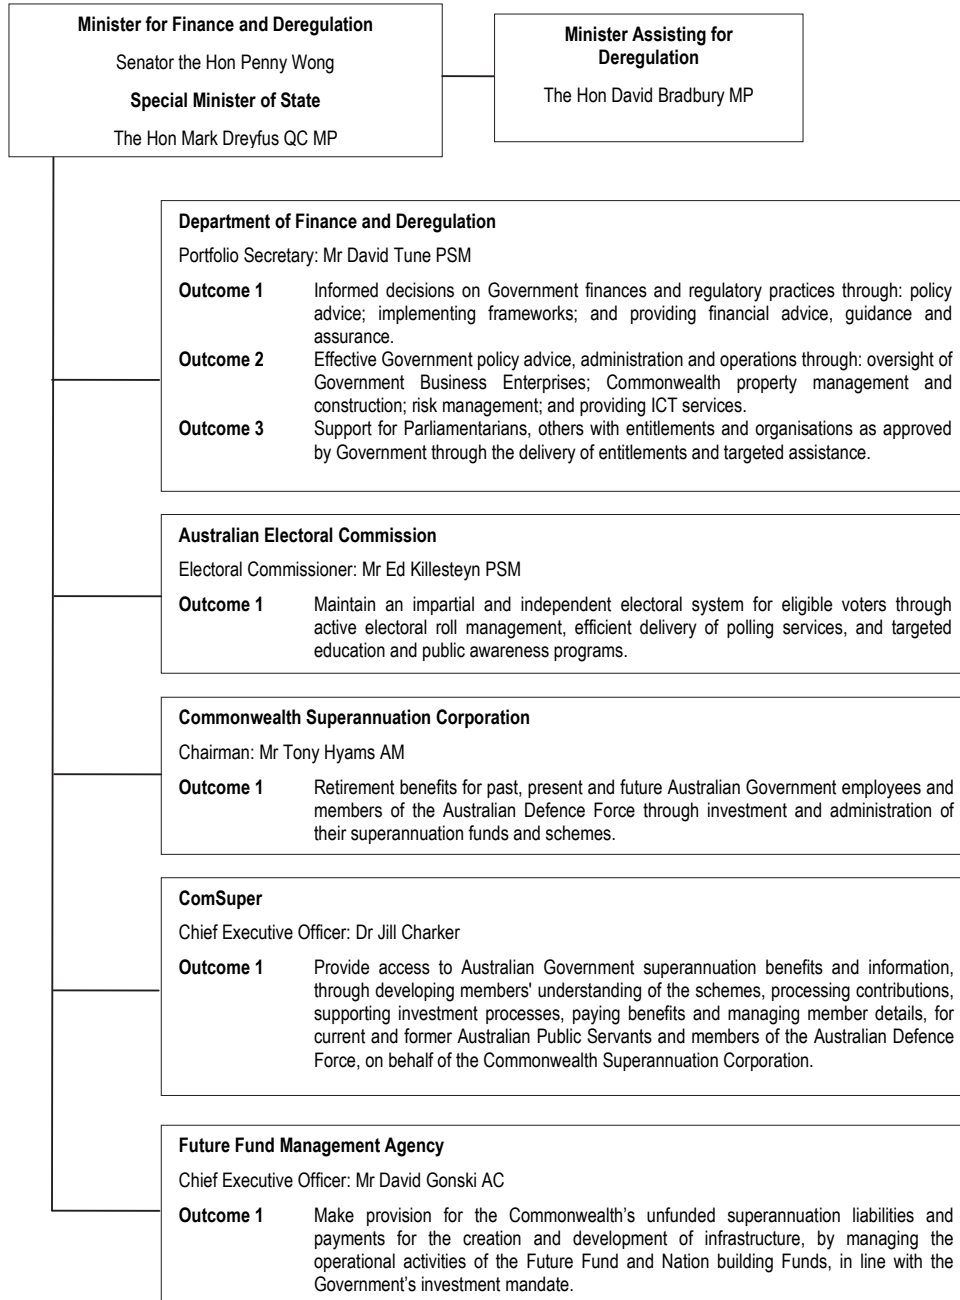 Minister for Finance and Deregulation
Senator the Hon Penny Wong
Special Minister of State
The Hon Mark Dreyfus QC MP
Minister Assisting for
Deregulation
The Hon David Bradbury MP
Department of Finance and Deregulation
Portfolio Secretary: Mr David Tune PSM
Outcome 1 Informed decisions on Government finances and regulatory practices through: policy
advice; implementing frameworks; and providing financial advice, guidance and
assurance.
Outcome 2 Effective Government policy advice, administration and operations through: oversight of
Government Business Enterprises; Commonwealth property management and
construction; risk management; and providing ICT services.
Outcome 3 Support for Parliamentarians, others with entitlements and organisations as approved
by Government through the delivery of entitlements and targeted assistance.
Australian Electoral Commission
Electoral Commissioner: Mr Ed Killesteyn PSM
Outcome 1 Maintain an impartial and independent electoral system for eligible voters through
active electoral roll management, efficient delivery of polling services, and targeted
education and public awareness programs.
Commonwealth Superannuation Corporation
Chairman: Mr Tony Hyams AM
Outcome 1 Retirement benefits for past, present and future Australian Government employees and
members of the Australian Defence Force through investment and administration of
their superannuation funds and schemes.
ComSuper
Chief Executive Officer: Dr Jill Charker
Outcome 1 Provide access to Australian Government superannuation benefits and information,
through developing members' understanding of the schemes, processing contributions,
supporting investment processes, paying benefits and managing member details, for
current and former Australian Public Servants and members of the Australian Defence
Force, on behalf of the Commonwealth Superannuation Corporation.
Future Fund Management Agency
Chief Executive Officer: Mr David Gonski AC
Outcome 1 Make provision for the Commonwealth’s unfunded superannuation liabilities and
payments for the creation and development of infrastructure, by managing the
operational activities of the Future Fund and Nation building Funds, in line with the
Government’s investment mandate.